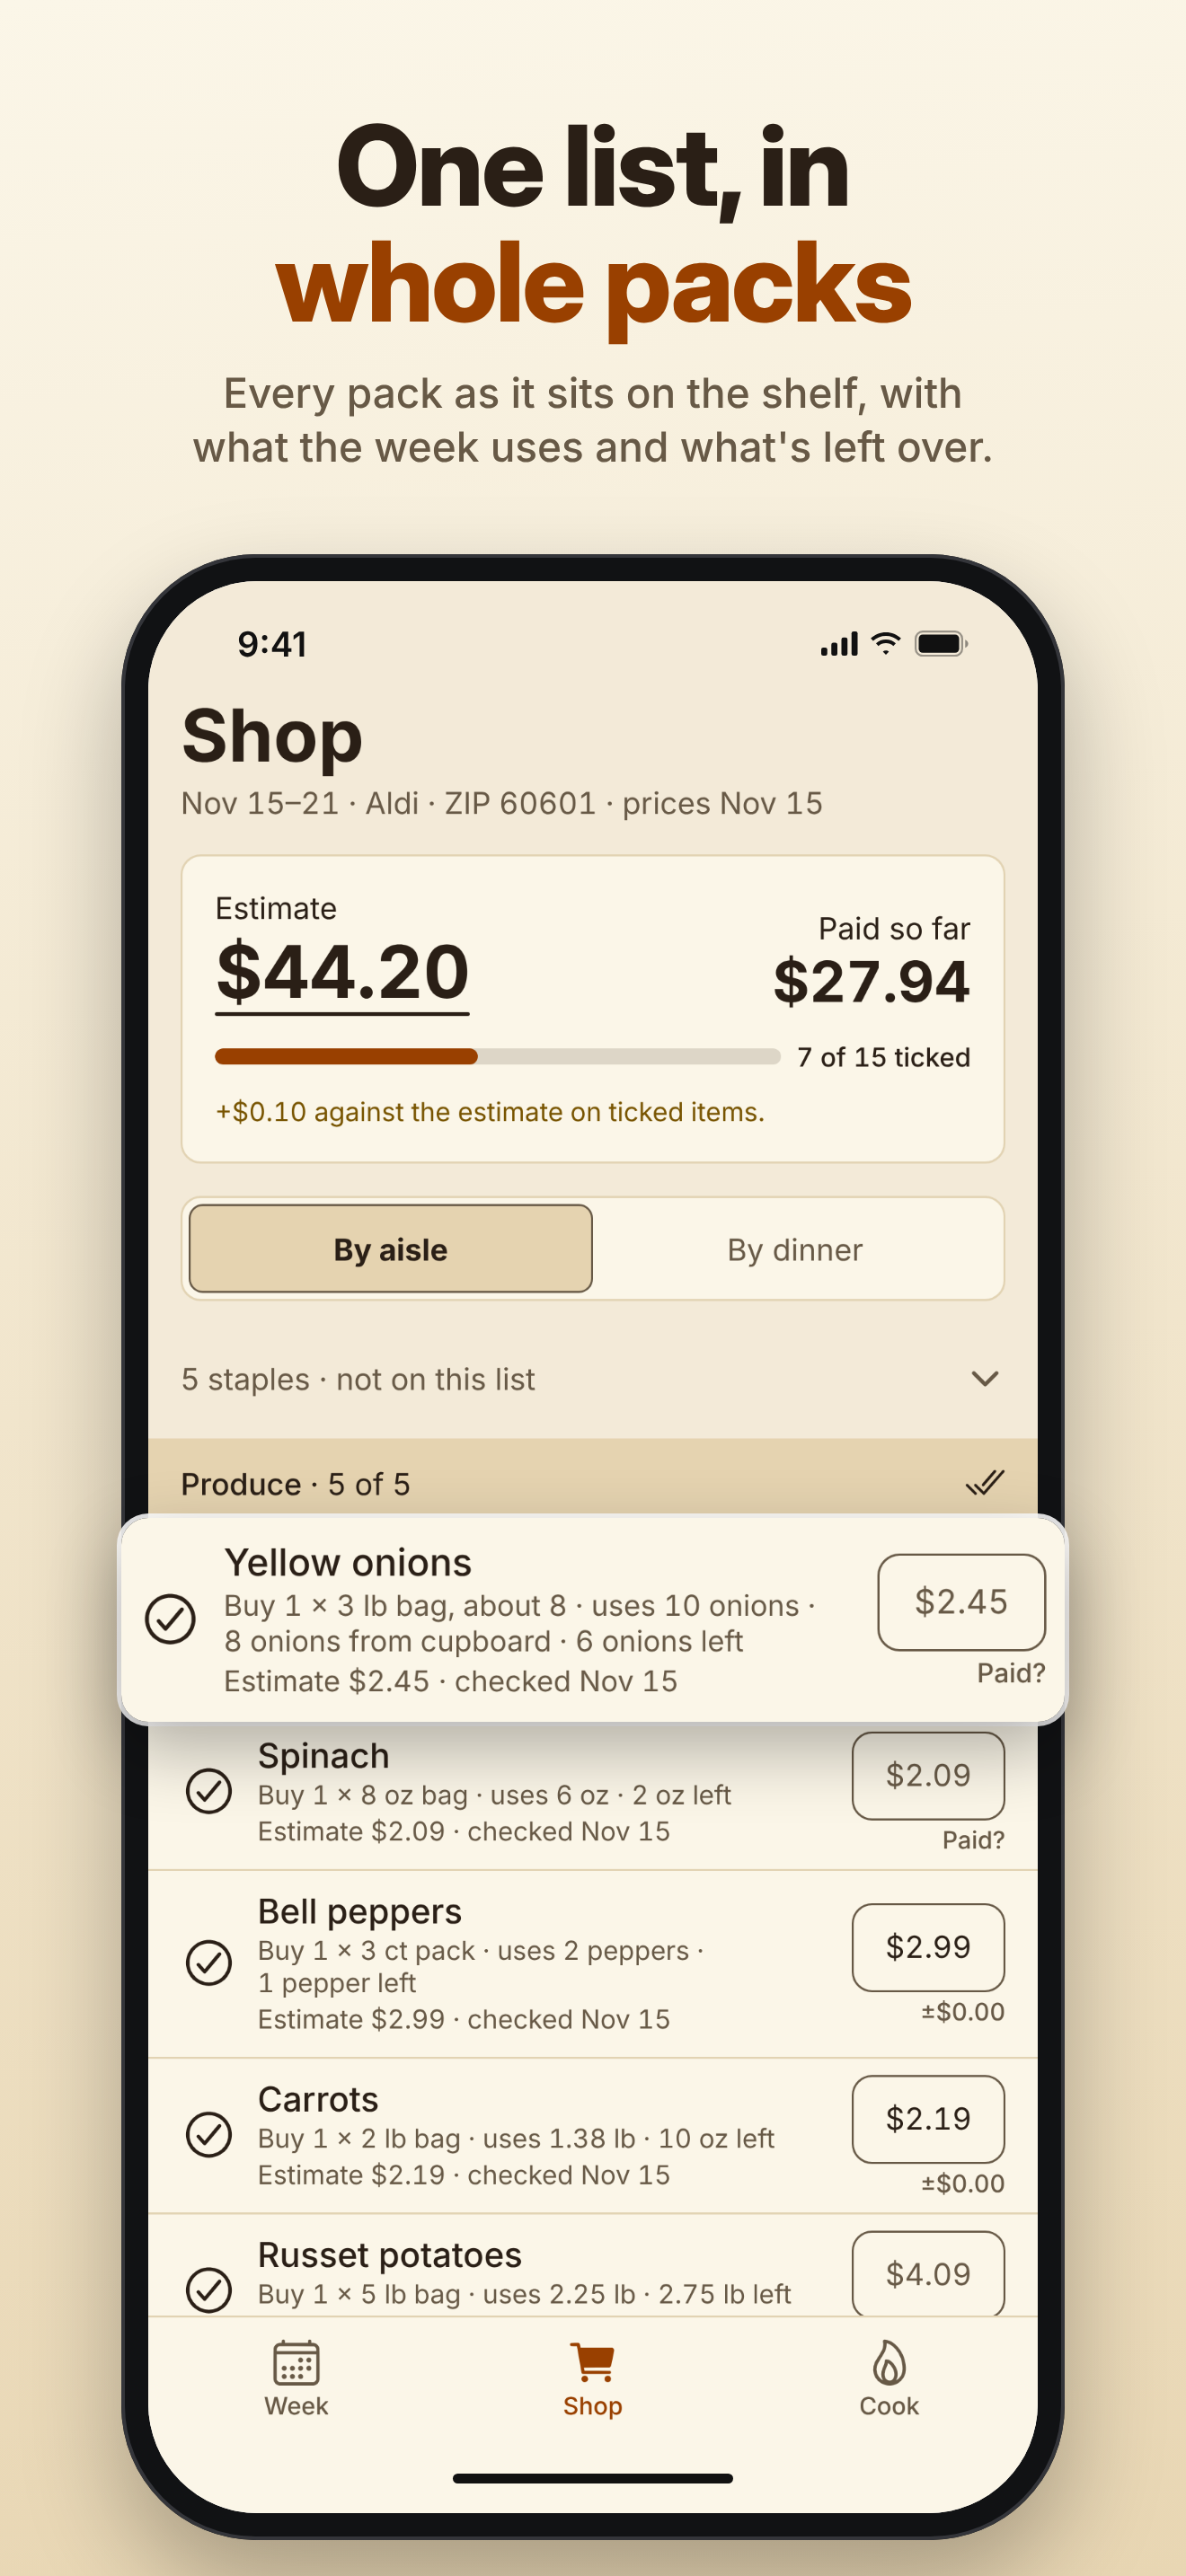 One list, in
whole packs
Every pack as it sits on the shelf, with
what the week uses and what's left over.
9:41
Shop
Nov 15–21 · Aldi · ZIP 60601 · prices Nov 15
Estimate
$44.20
Paid so far
$27.94
7 of 15 ticked
+$0.10 against the estimate on ticked items.
By aisle
By dinner
5 staples · not on this list
Produce · 5 of 5
Yellow onions
Buy 1 × 3 lb bag, about 8 · uses 10 onions ·
8 onions from cupboard · 6 onions left
Estimate $2.45 · checked Nov 15
$2.45
Paid?
Spinach
Buy 1 × 8 oz bag · uses 6 oz · 2 oz left
Estimate $2.09 · checked Nov 15
$2.09
Paid?
Bell peppers
Buy 1 × 3 ct pack · uses 2 peppers ·
1 pepper left
Estimate $2.99 · checked Nov 15
$2.99
±$0.00
Carrots
Buy 1 × 2 lb bag · uses 1.38 lb · 10 oz left
Estimate $2.19 · checked Nov 15
$2.19
±$0.00
Russet potatoes
Buy 1 × 5 lb bag · uses 2.25 lb · 2.75 lb left
$4.09
Week
Shop
Cook